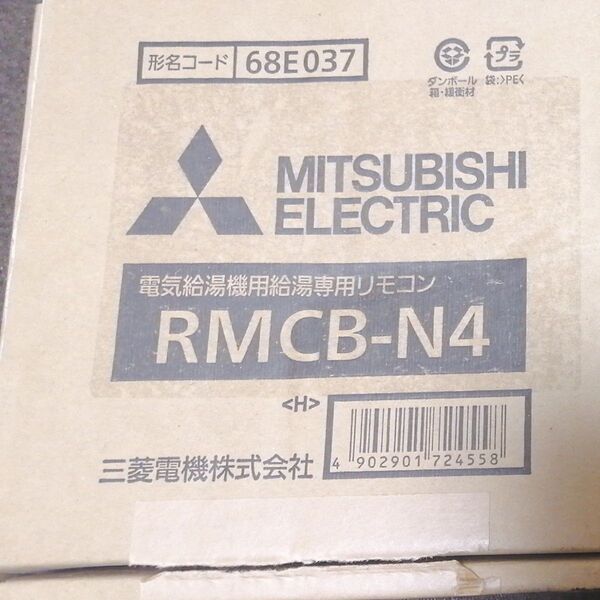 形名コード 68E037
ダンボール
箱・緩衝材
プラ
袋:>PE<
MITSUBISHI
ELECTRIC
電気給湯機用給湯専用リモコン
RMCB-N4
<H>
三菱電機株式会社
4 902901 724558